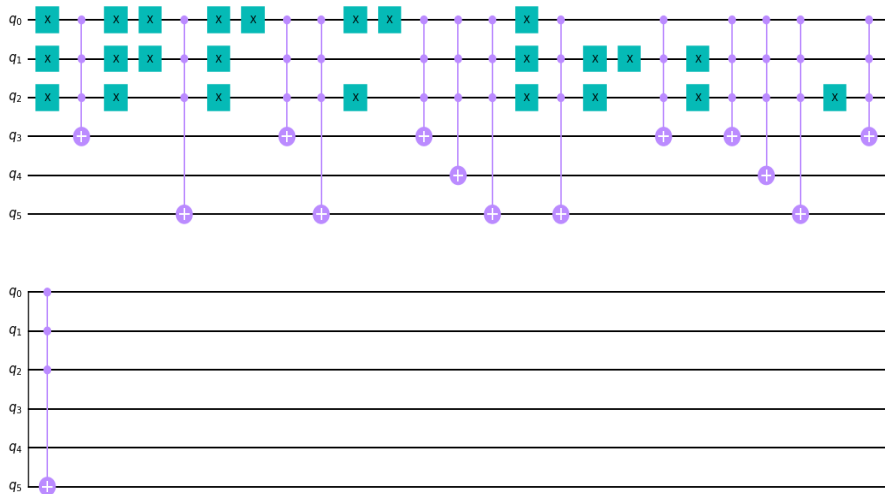 q0 X X X X X X X X
q1 X X X X X X X X
q2 X X X X X X X X
q3
q4
q5
q0
q1
q2
q3
q4
q5